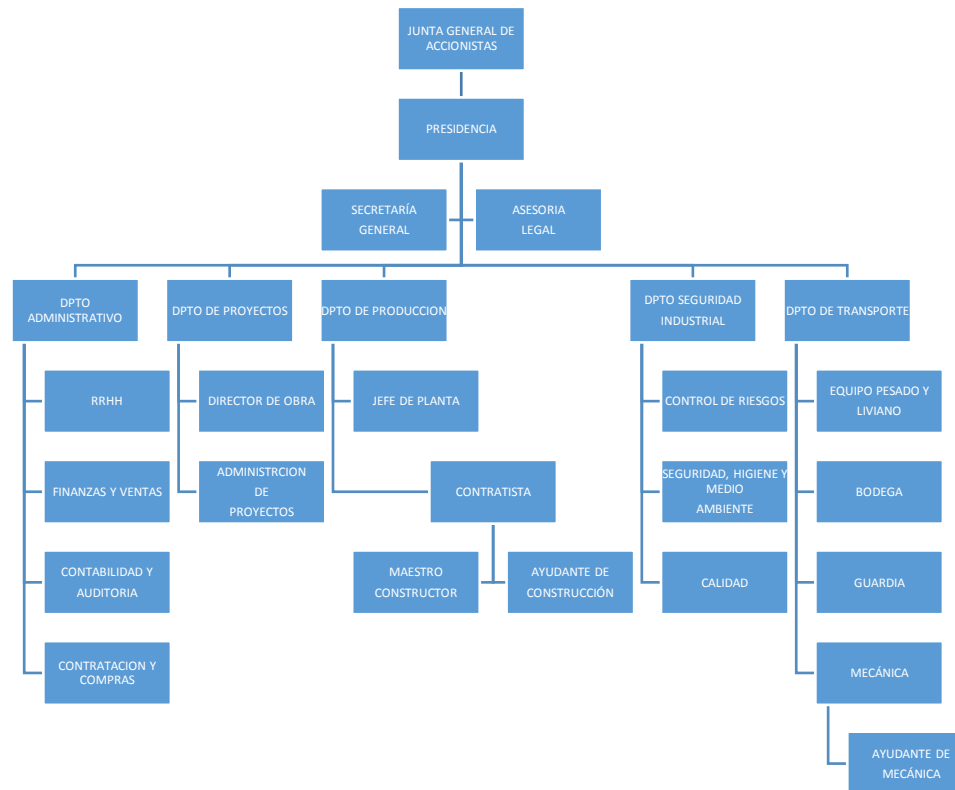 JUNTA GENERAL DE
ACCIONISTAS
PRESIDENCIA
SECRETARÍA
GENERAL
ASESORIA
LEGAL
DPTO
ADMINISTRATIVO
DPTO DE PROYECTOS
DPTO DE PRODUCCION
DPTO SEGURIDAD
INDUSTRIAL
DPTO DE TRANSPORTE
RRHH
DIRECTOR DE OBRA
JEFE DE PLANTA
CONTROL DE RIESGOS
EQUIPO PESADO Y
LIVIANO
FINANZAS Y VENTAS
ADMINISTRCION
DE
PROYECTOS
CONTRATISTA
SEGURIDAD, HIGIENE Y
MEDIO
AMBIENTE
BODEGA
CONTABILIDAD Y
AUDITORIA
MAESTRO
CONSTRUCTOR
AYUDANTE DE
CONSTRUCCIÓN
CALIDAD
GUARDIA
CONTRATACION Y
COMPRAS
MECÁNICA
AYUDANTE DE
MECÁNICA